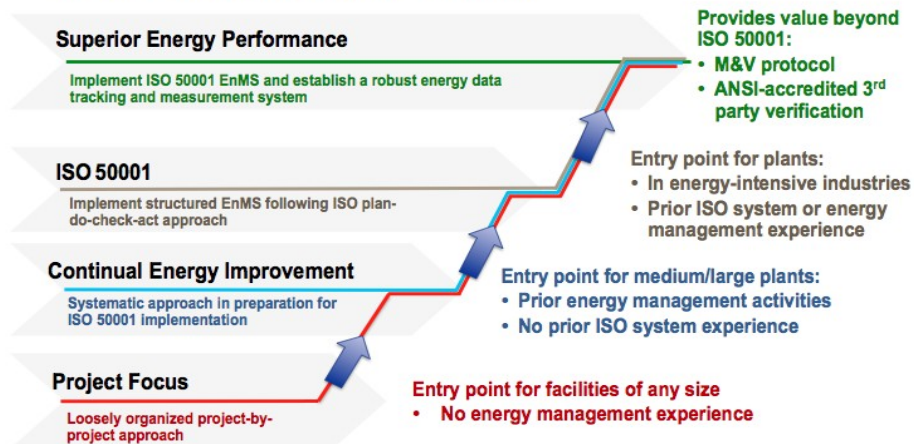 Superior Energy Performance
Implement ISO 50001 EnMS and establish a robust energy data
tracking and measurement system
Provides value beyond
ISO 50001:
• M&V protocol
• ANSI-accredited 3rd
party verification
ISO 50001
Implement structured EnMS following ISO plan-
do-check-act approach
Entry point for plants:
• In energy-intensive industries
• Prior ISO system or energy
management experience
Continual Energy Improvement
Systematic approach in preparation for
ISO 50001 implementation
Entry point for medium/large plants:
• Prior energy management activities
• No prior ISO system experience
Project Focus
Loosely organized project-by-
project approach
Entry point for facilities of any size
• No energy management experience